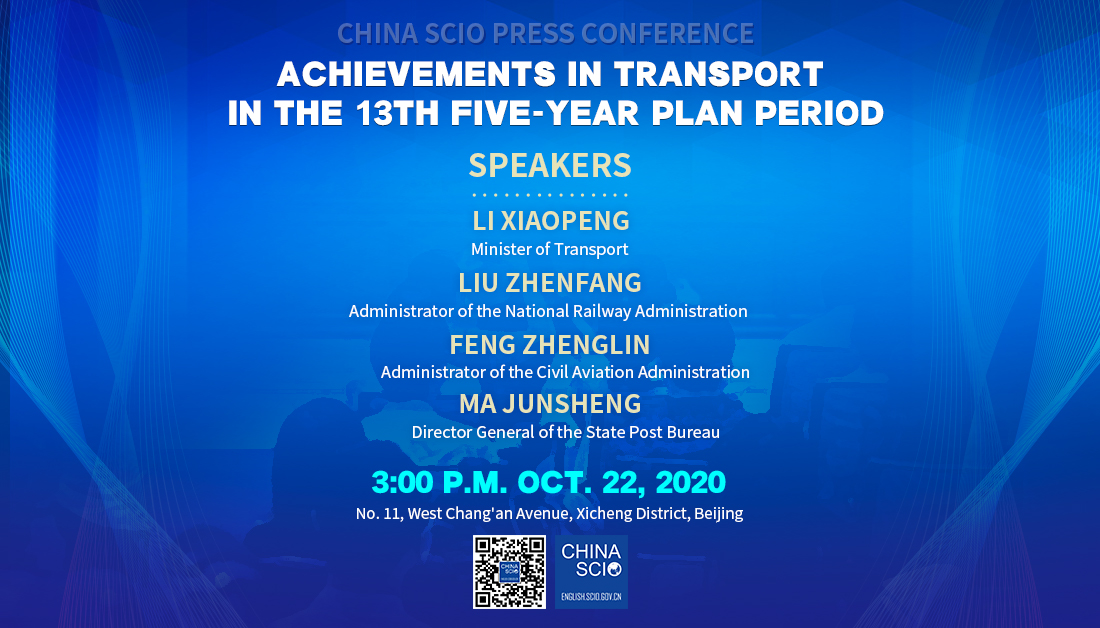 CHINA SCIO PRESS CONFERENCE
ACHIEVEMENTS IN TRANSPORT
IN THE 13TH FIVE-YEAR PLAN PERIOD
SPEAKERS
LI XIAOPENG
Minister of Transport
LIU ZHENFANG
Administrator of the National Railway Administration
FENG ZHENGLIN
Administrator of the Civil Aviation Administration
MA JUNSHENG
Director General of the State Post Bureau
3:00 P.M. OCT. 22, 2020
No. 11, West Chang'an Avenue, Xicheng District, Beijing
CHINA
SCIO
CHINA
SCIO
ENGLISH.SCIO.GOV.CN